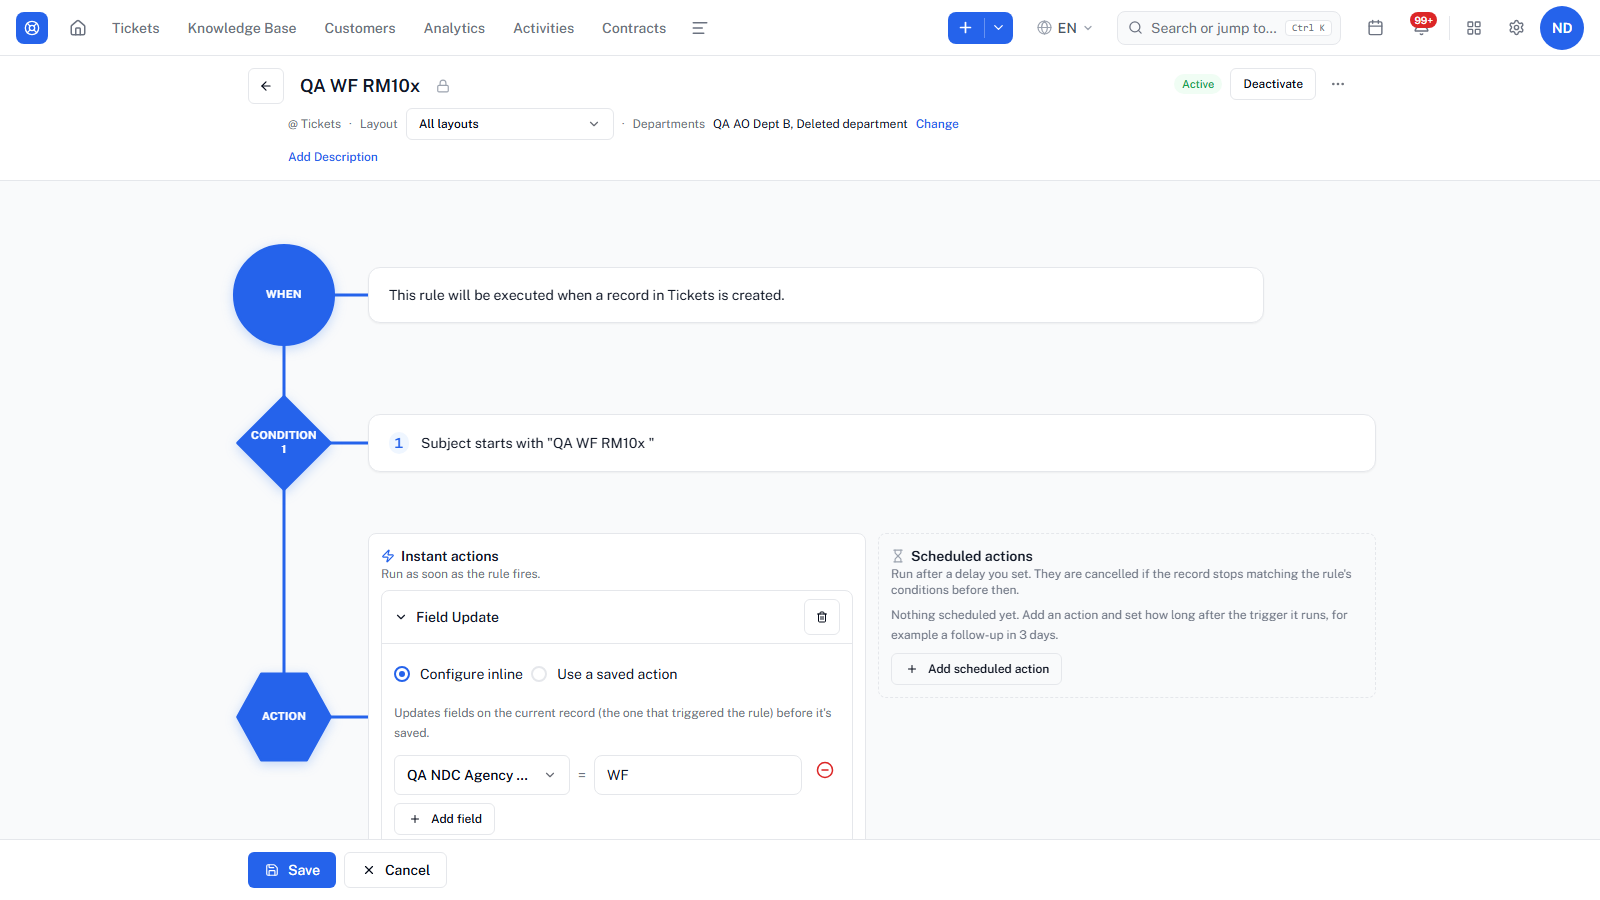 Tickets
Knowledge Base
Customers
Analytics
Activities
Contracts
EN
Search or jump to...
Ctrl K
99+
ND
QA WF RM10x
Active
Deactivate
@ Tickets · Layout
All layouts
· Departments QA AO Dept B, Deleted department Change
Add Description
WHEN
This rule will be executed when a record in Tickets is created.
CONDITION
1
1 Subject starts with "QA WF RM10x "
Instant actions
Run as soon as the rule fires.
Field Update
Configure inline
Use a saved action
Updates fields on the current record (the one that triggered the rule) before it's
saved.
QA NDC Agency ...
=
WF
Add field
Scheduled actions
Run after a delay you set. They are cancelled if the record stops matching the rule's
conditions before then.
Nothing scheduled yet. Add an action and set how long after the trigger it runs, for
example a follow-up in 3 days.
Add scheduled action
ACTION
Save
Cancel